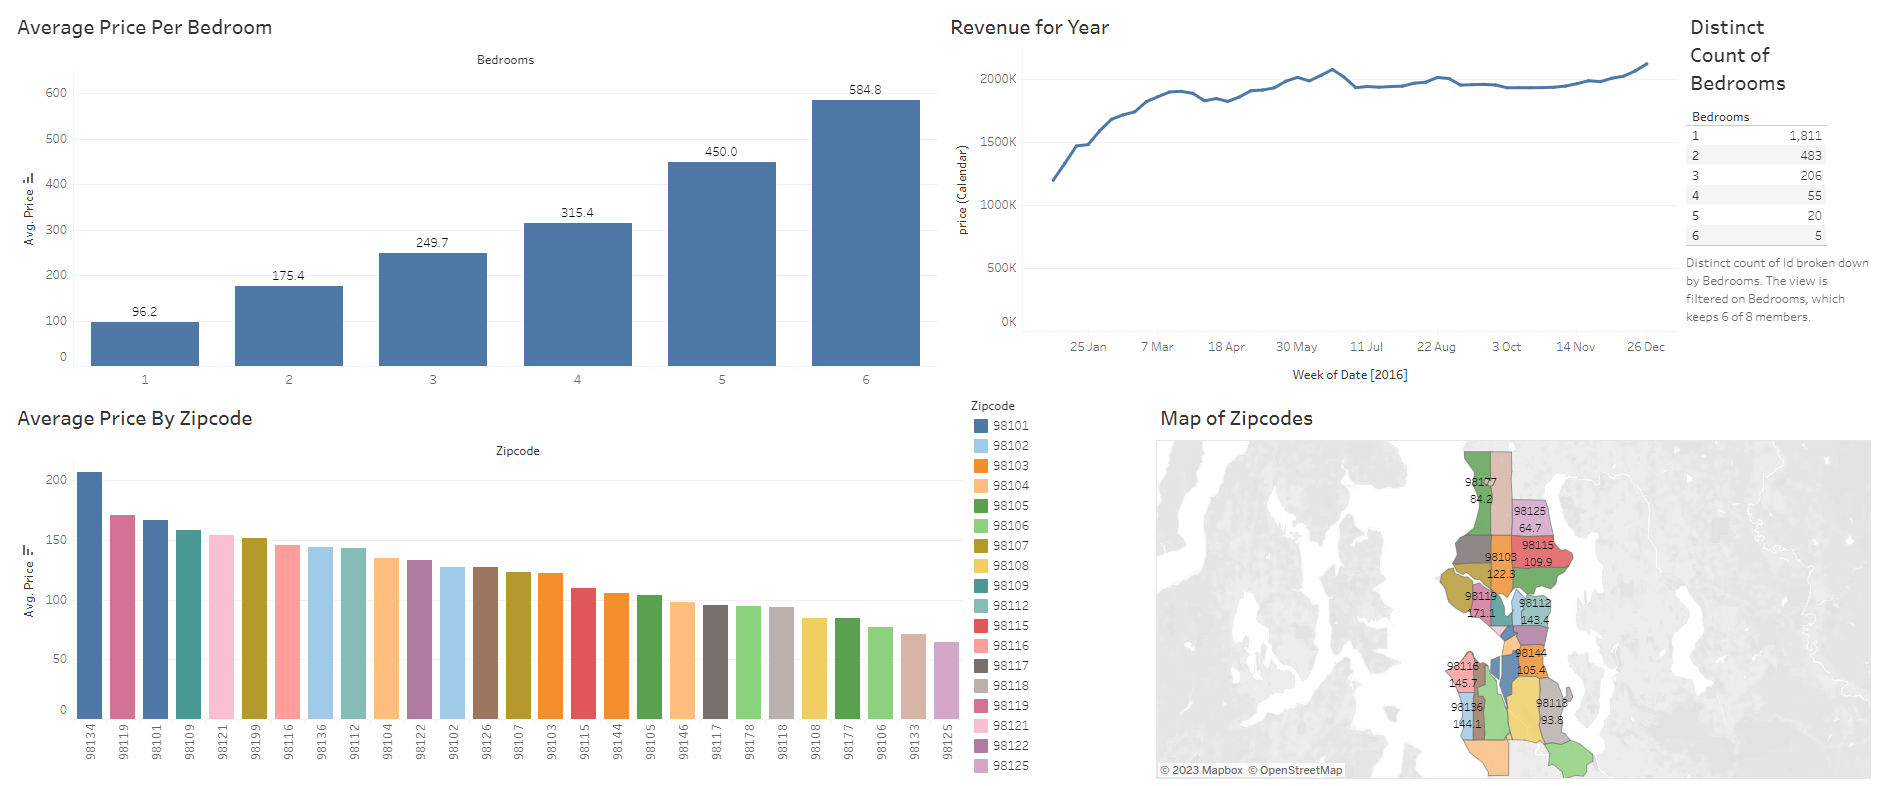 Average Price Per Bedroom
Bedrooms
Avg. Price
600
500
400
300
200
100
0
96.2
175.4
249.7
315.4
450.0
584.8
1
2
3
4
5
6
Revenue for Year
price (Calendar)
2000K
1500K
1000K
500K
0K
25 Jan
7 Mar
18 Apr
30 May
11 Jul
22 Aug
3 Oct
14 Nov
26 Dec
Week of Date [2016]
Distinct
Count of
Bedrooms
Bedrooms
1 1,811
2 483
3 206
4 55
5 20
6 5
Distinct count of Id broken down
by Bedrooms. The view is
filtered on Bedrooms, which
keeps 6 of 8 members.
Average Price By Zipcode
Zipcode
Avg. Price
200
150
100
50
0
98134
98119
98101
98109
98121
98199
98116
98136
98112
98104
98122
98102
98126
98107
98103
98115
98144
98105
98146
98117
98178
98118
98108
98177
98106
98133
98125
Zipcode
98101
98102
98103
98104
98105
98106
98107
98108
98109
98112
98115
98116
98117
98118
98119
98121
98122
98125
Map of Zipcodes
98177
84.2
98125
64.7
98115
109.9
98103
122.3
98119
171.1
98112
143.4
98144
105.4
98116
145.7
98136
144.1
98118
93.8
© 2023 Mapbox © OpenStreetMap